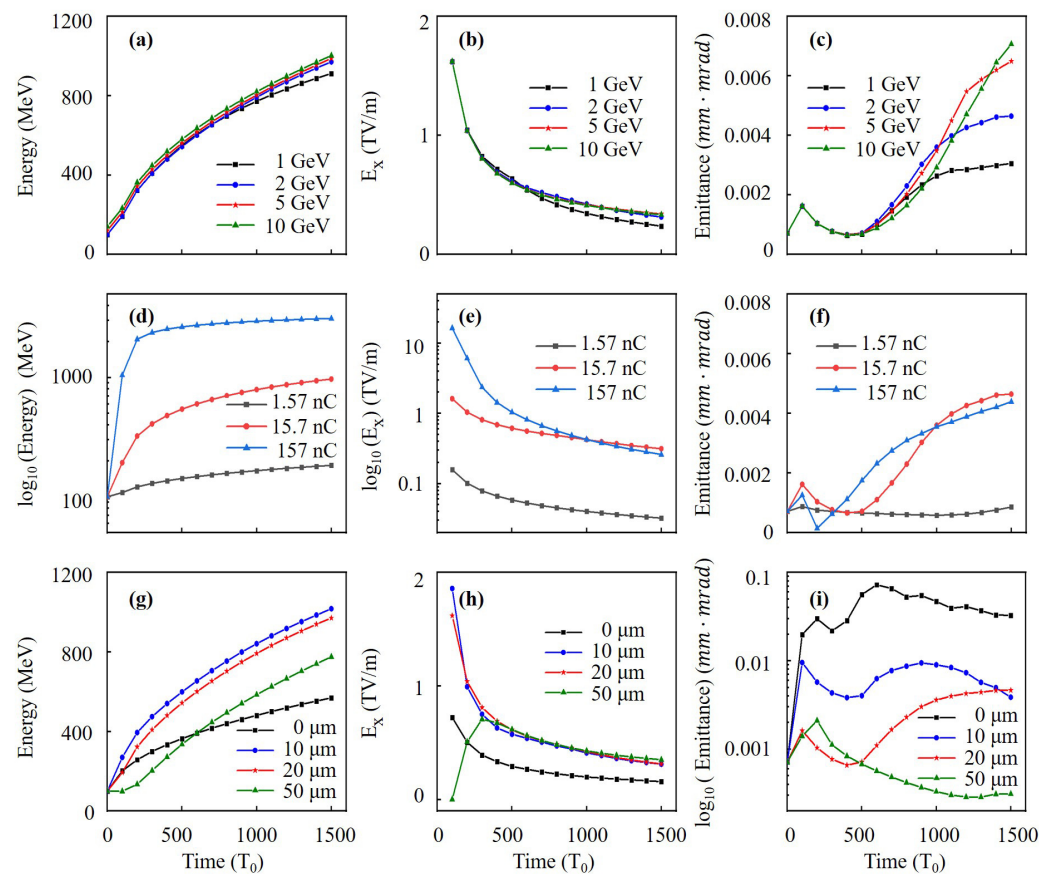 (a)
Energy (MeV)
1200
800
400
0
1 GeV
2 GeV
5 GeV
10 GeV
(b)
E_X (TV/m)
2
1
0
1 GeV
2 GeV
5 GeV
10 GeV
(c)
Emittance (mm · mrad)
0.008
0.006
0.004
0.002
0
1 GeV
2 GeV
5 GeV
10 GeV
(d)
log₁₀(Energy) (MeV)
1000
100
1.57 nC
15.7 nC
157 nC
(e)
log₁₀(E_X) (TV/m)
10
1
0.1
1.57 nC
15.7 nC
157 nC
(f)
Emittance (mm · mrad)
0.008
0.006
0.004
0.002
0
1.57 nC
15.7 nC
157 nC
(g)
Energy (MeV)
1200
800
400
0
0 μm
10 μm
20 μm
50 μm
0 500 1000 1500
Time (T₀)
(h)
E_X (TV/m)
2
1
0
0 μm
10 μm
20 μm
50 μm
0 500 1000 1500
Time (T₀)
(i)
log₁₀( Emittance) (mm · mrad)
0.1
0.01
0.001
0 μm
10 μm
20 μm
50 μm
0 500 1000 1500
Time (T₀)